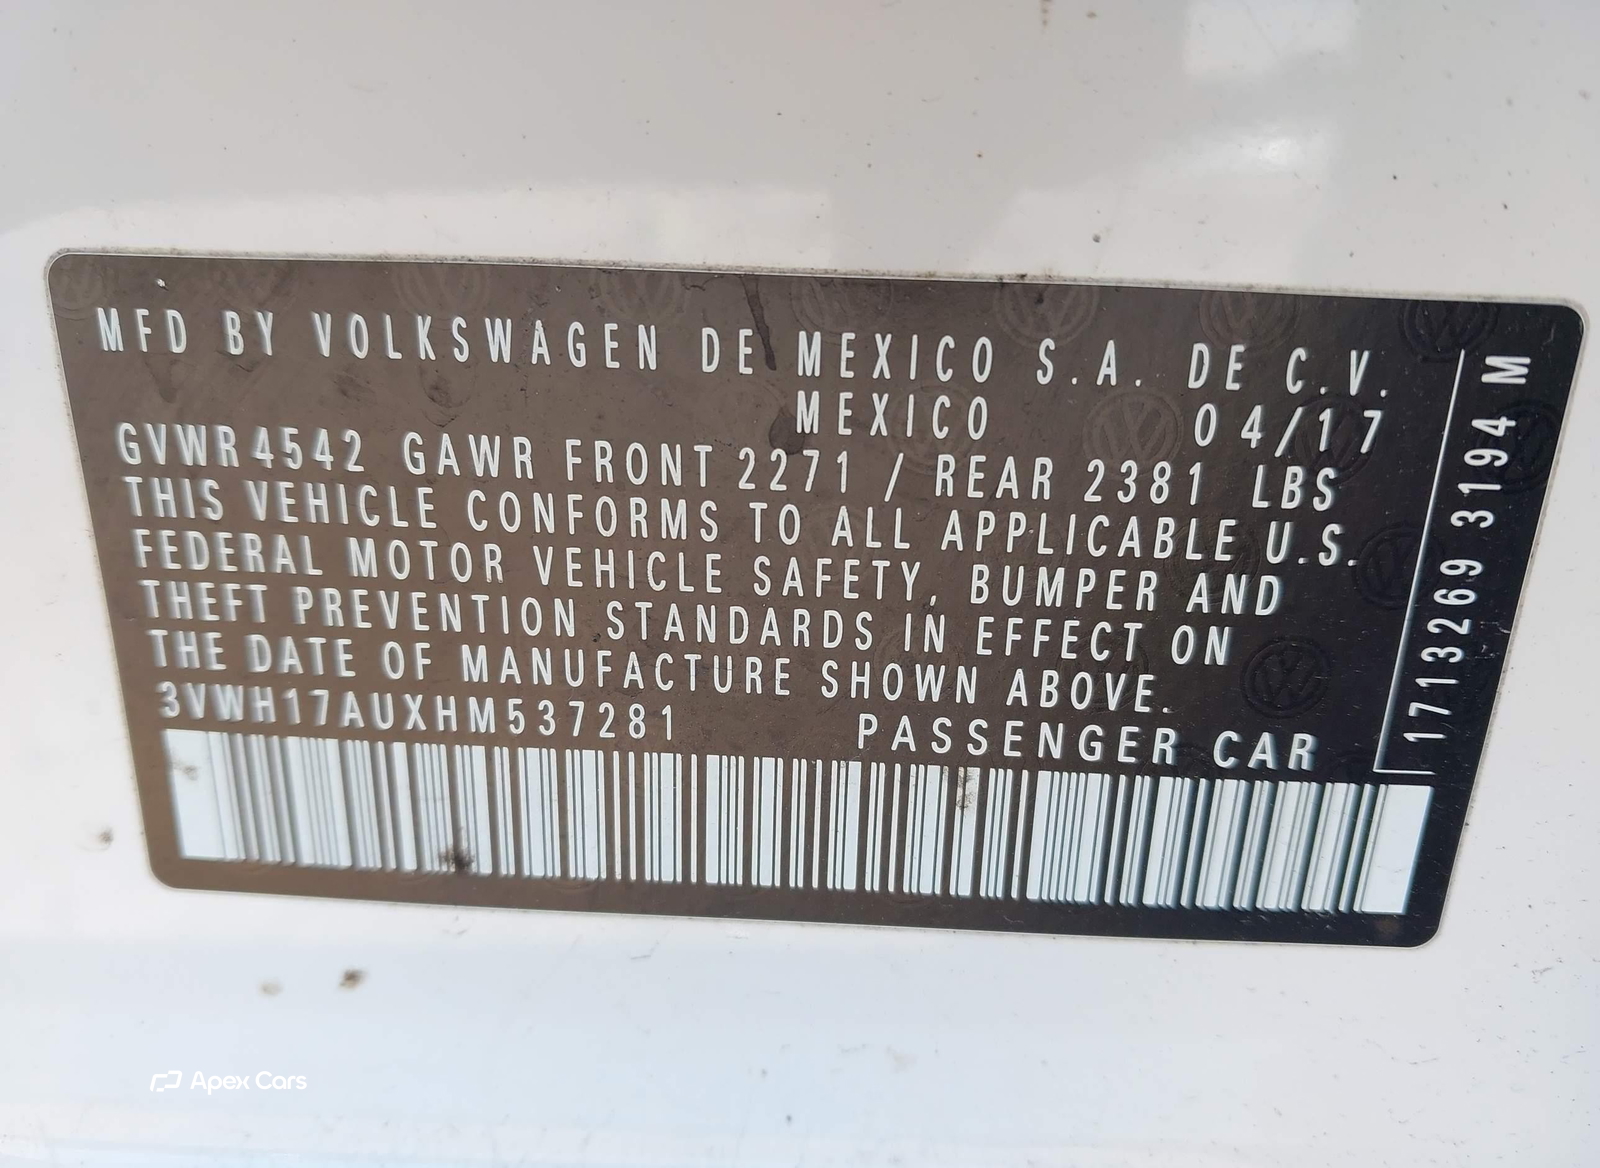 MFD BY VOLKSWAGEN DE MEXICO S.A. DE C.V.
MEXICO 04/17
GVWR 4542 GAWR FRONT 2271 / REAR 2381 LBS
THIS VEHICLE CONFORMS TO ALL APPLICABLE U.S.
FEDERAL MOTOR VEHICLE SAFETY, BUMPER AND
THEFT PREVENTION STANDARDS IN EFFECT ON
THE DATE OF MANUFACTURE SHOWN ABOVE.
3VWH17AUXHM537281 PASSENGER CAR
1713269 3194 M
Apex Cars